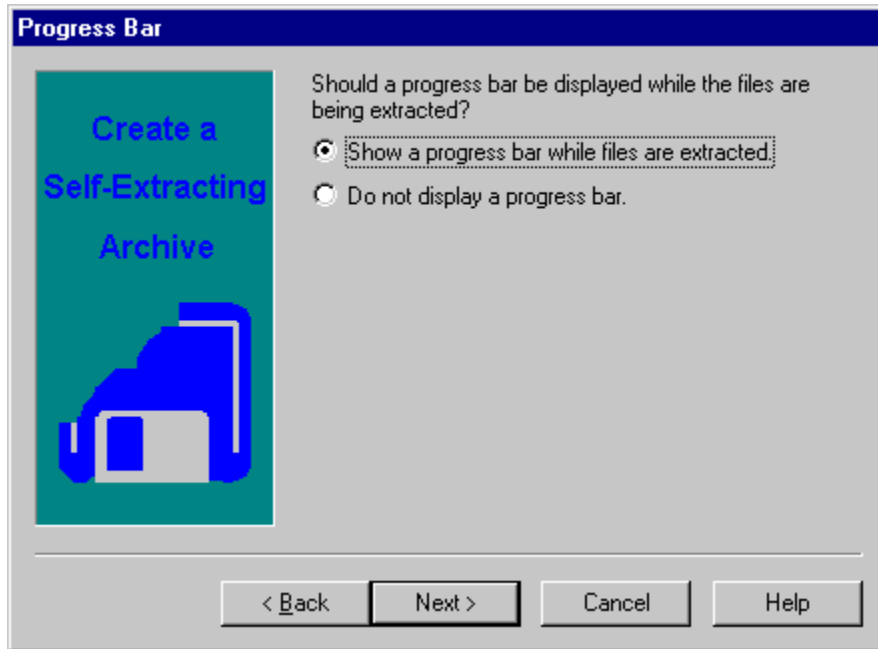 Progress Bar
Create a
Self-Extracting
Archive
Should a progress bar be displayed while the files are
being extracted?
Show a progress bar while files are extracted.
Do not display a progress bar.
< Back
Next >
Cancel
Help